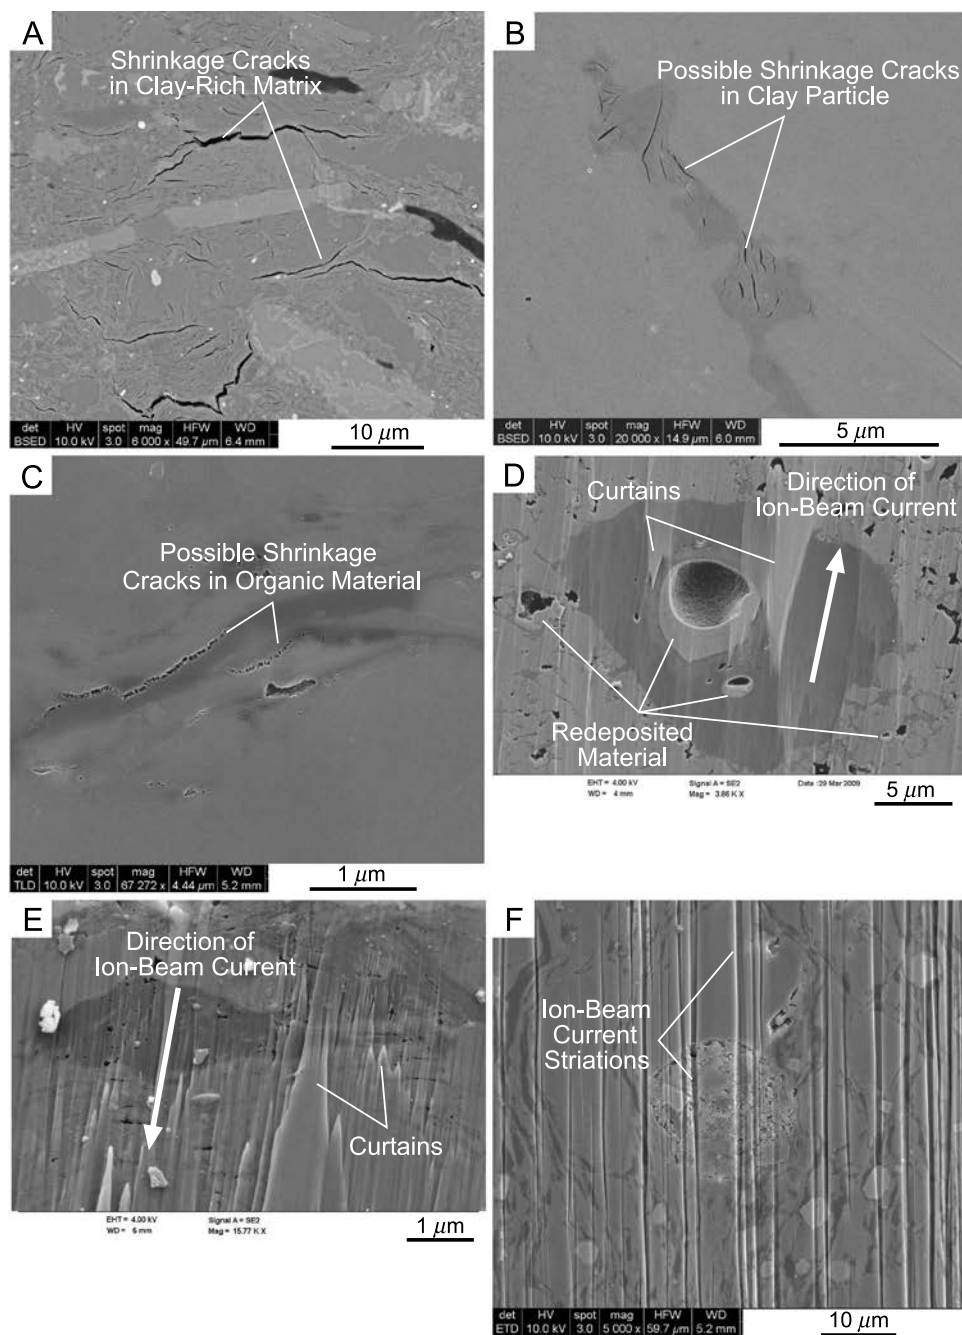 A
Shrinkage Cracks
in Clay-Rich Matrix
det HV spot mag HFW WD
BSED 10.0 kV 3.0 6 000 x 49.7 µm 6.4 mm
10 µm
B
Possible Shrinkage Cracks
in Clay Particle
det HV spot mag HFW WD
BSED 10.0 kV 3.0 20 000 x 14.9 µm 6.0 mm
5 µm
C
Possible Shrinkage
Cracks in Organic Material
det HV spot mag HFW WD
TLD 10.0 kV 3.0 67 272 x 4.44 µm 5.2 mm
1 µm
D
Curtains
Direction of
Ion-Beam Current
Redeposited
Material
EHT = 4.00 kV Signal A = SE2 Date :29 Mar 2009
WD = 4 mm Mag = 3.86 K X
5 µm
E
Direction of
Ion-Beam Current
Curtains
EHT = 4.00 kV Signal A = SE2
WD = 6 mm Mag = 15.77 K X
1 µm
F
Ion-Beam
Current
Striations
det HV spot mag HFW WD
ETD 10.0 kV 3.0 5 000 x 59.7 µm 5.2 mm
10 µm